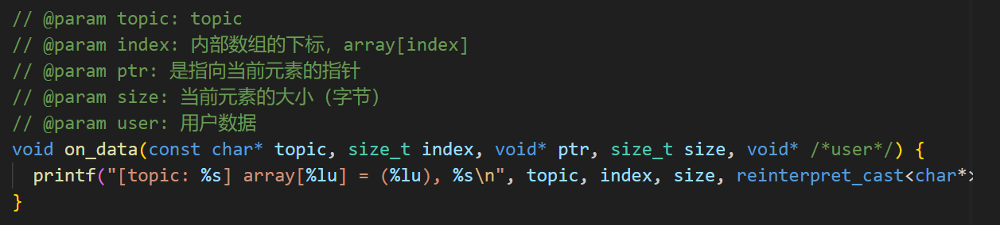 // @param topic: topic
// @param index: 内部数组的下标，array[index]
// @param ptr: 是指向当前元素的指针
// @param size: 当前元素的大小（字节）
// @param user: 用户数据
void on_data(const char* topic, size_t index, void* ptr, size_t size, void* /*user*/) {
  printf("[topic: %s] array[%lu] = (%lu), %s\n", topic, index, size, reinterpret_cast<char*>
}